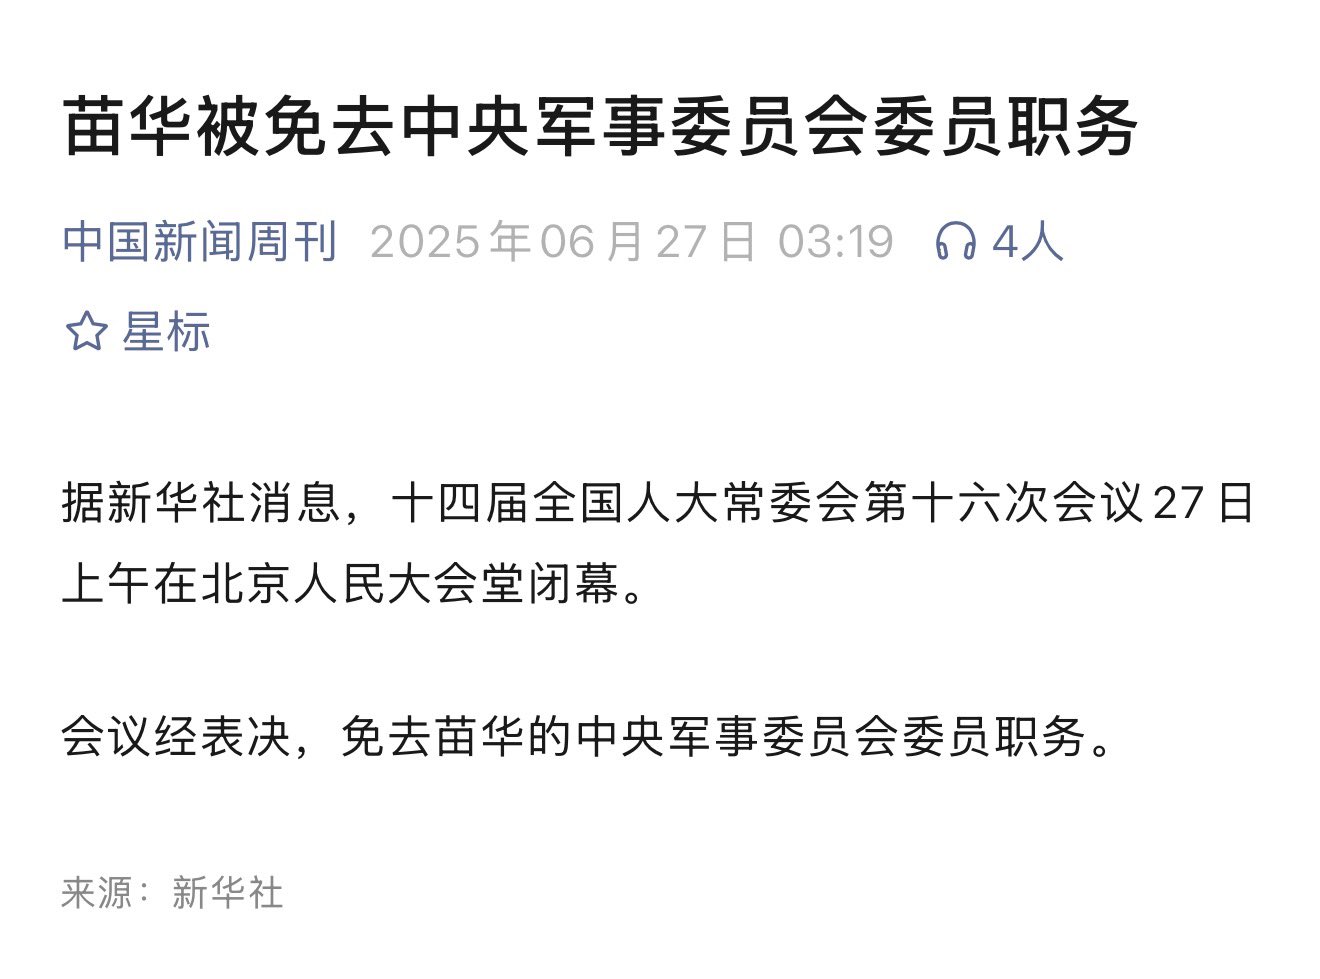 苗华被免去中央军事委员会委员职务
中国新闻周刊 2025年06月27日 03:19 4人
星标
据新华社消息，十四届全国人大常委会第十六次会议27日
上午在北京人民大会堂闭幕。
会议经表决，免去苗华的中央军事委员会委员职务。
来源：新华社